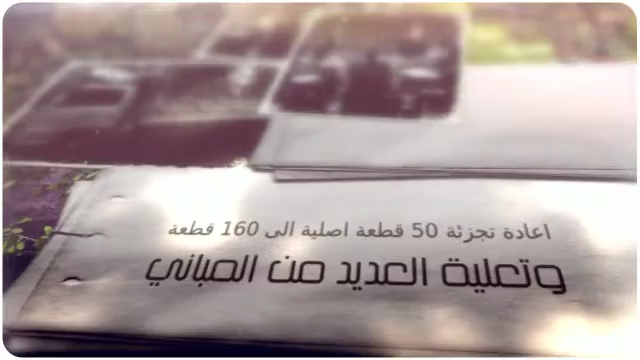 اعادة تجزئة 50 قطعة اصلية الى 160 قطعة
وتعلية العديد من المباني